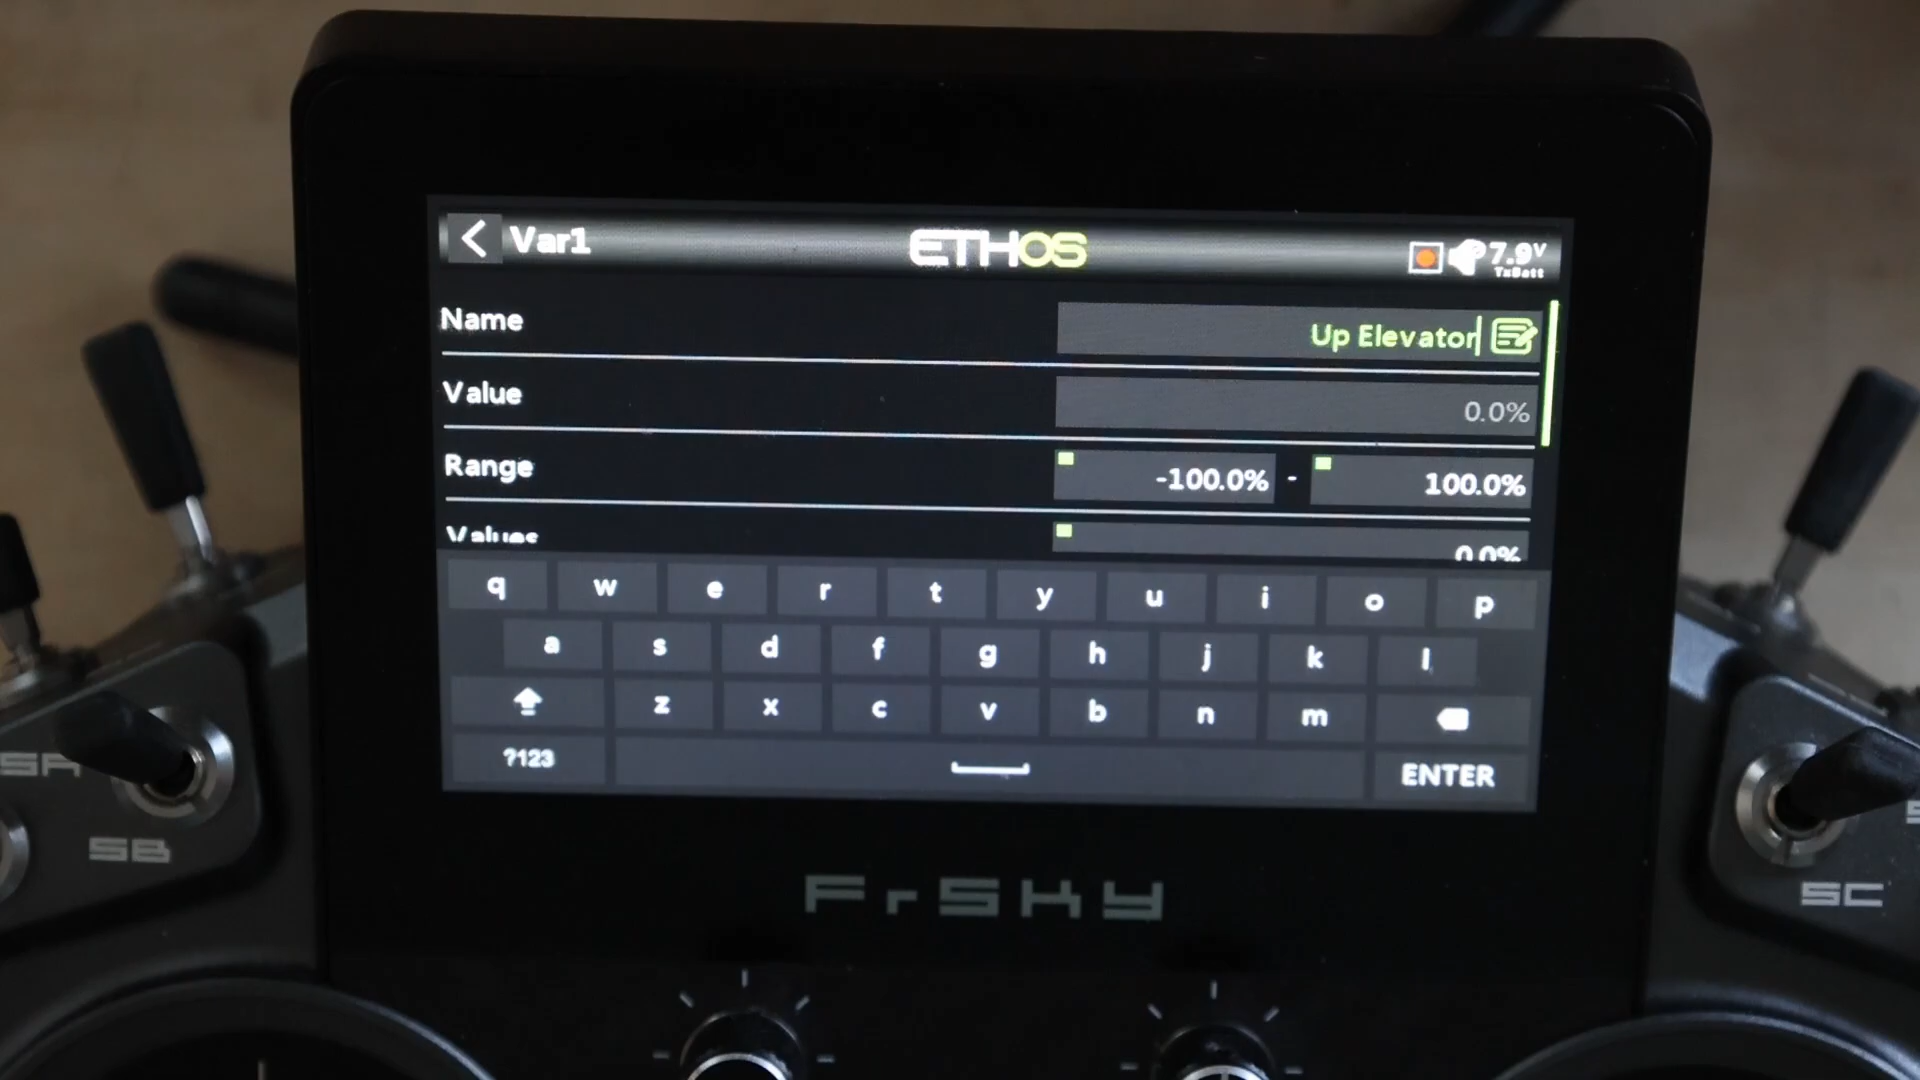 Var1
ETHOS
7.9V
TxBatt
Name
Up Elevator
Value
0.0%
Range
-100.0% - 100.0%
Values
0.0%
q w e r t y u i o p
a s d f g h j k l
z x c v b n m
?123
ENTER
SA
SB
SC
FrSKY